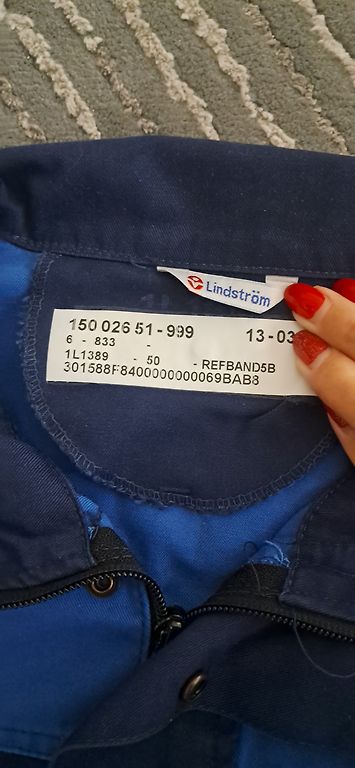 Lindström
150 026 51-999 13-03
6 - 833 -
1L1389 - 50 - REFBAND5B
301588F8400000000069BAB8